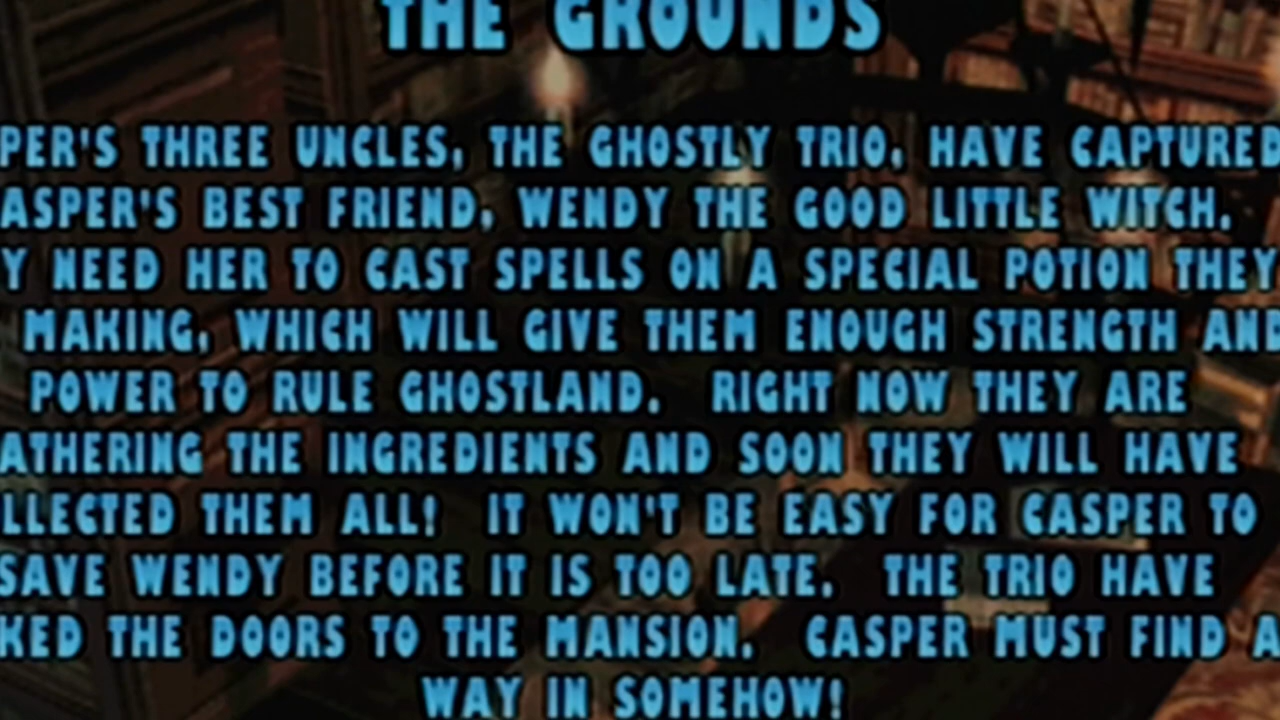 THE GROUNDS
PER'S THREE UNCLES, THE GHOSTLY TRIO, HAVE CAPTURED
ASPER'S BEST FRIEND, WENDY THE GOOD LITTLE WITCH.
Y NEED HER TO CAST SPELLS ON A SPECIAL POTION THEY
MAKING, WHICH WILL GIVE THEM ENOUGH STRENGTH AND
POWER TO RULE GHOSTLAND. RIGHT NOW THEY ARE
ATHERING THE INGREDIENTS AND SOON THEY WILL HAVE
LLECTED THEM ALL! IT WON'T BE EASY FOR CASPER TO
SAVE WENDY BEFORE IT IS TOO LATE. THE TRIO HAVE
KED THE DOORS TO THE MANSION. CASPER MUST FIND A
WAY IN SOMEHOW!